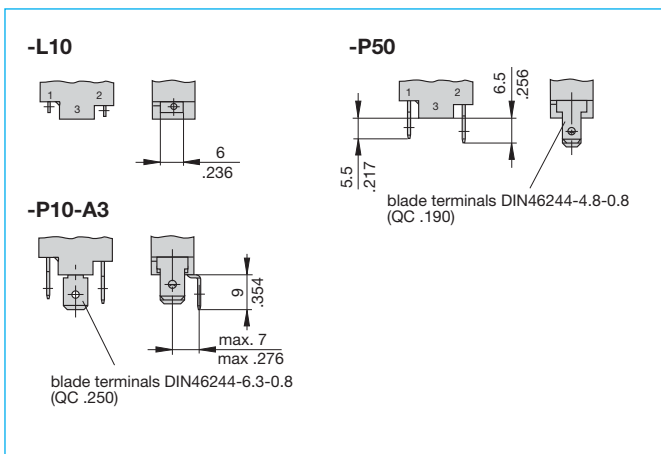 -L10
1 2
3
6
.236
-P10-A3
9
.354
max. 7
max .276
blade terminals DIN46244-6.3-0.8
(QC .250)
-P50
1 2
3
5.5
.217
6.5
.256
blade terminals DIN46244-4.8-0.8
(QC .190)